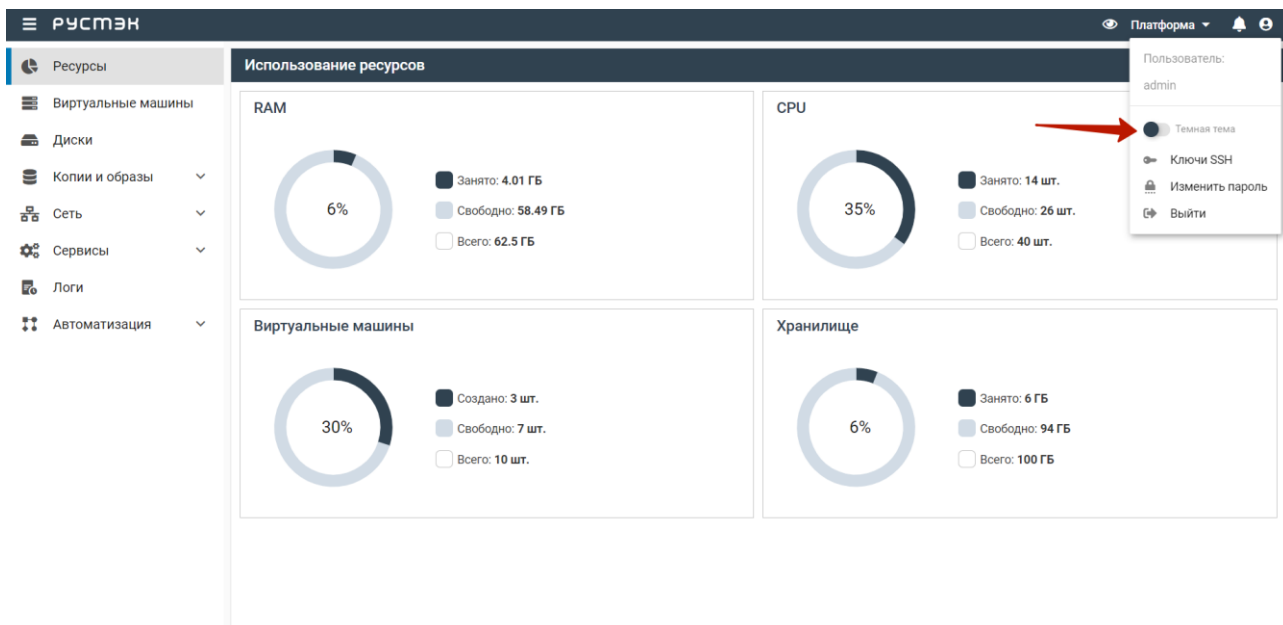 РУСТЭК
Платформа
Ресурсы
Виртуальные машины
Диски
Копии и образы
Сеть
Сервисы
Логи
Автоматизация
Использование ресурсов
Пользователь:
admin
Темная тема
Ключи SSH
Изменить пароль
Выйти
RAM
6%
Занято: 4.01 ГБ
Свободно: 58.49 ГБ
Всего: 62.5 ГБ
CPU
35%
Занято: 14 шт.
Свободно: 26 шт.
Всего: 40 шт.
Виртуальные машины
30%
Создано: 3 шт.
Свободно: 7 шт.
Всего: 10 шт.
Хранилище
6%
Занято: 6 ГБ
Свободно: 94 ГБ
Всего: 100 ГБ